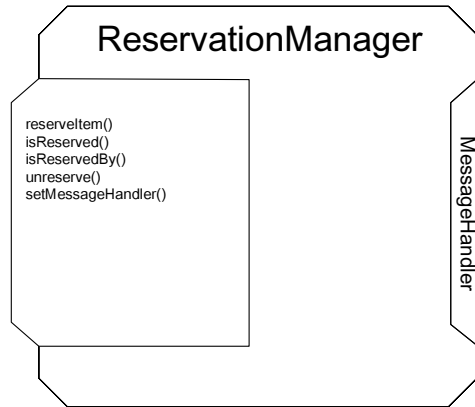 ReservationManager
reserveItem()
isReserved()
isReservedBy()
unreserve()
setMessageHandler()
MessageHandler